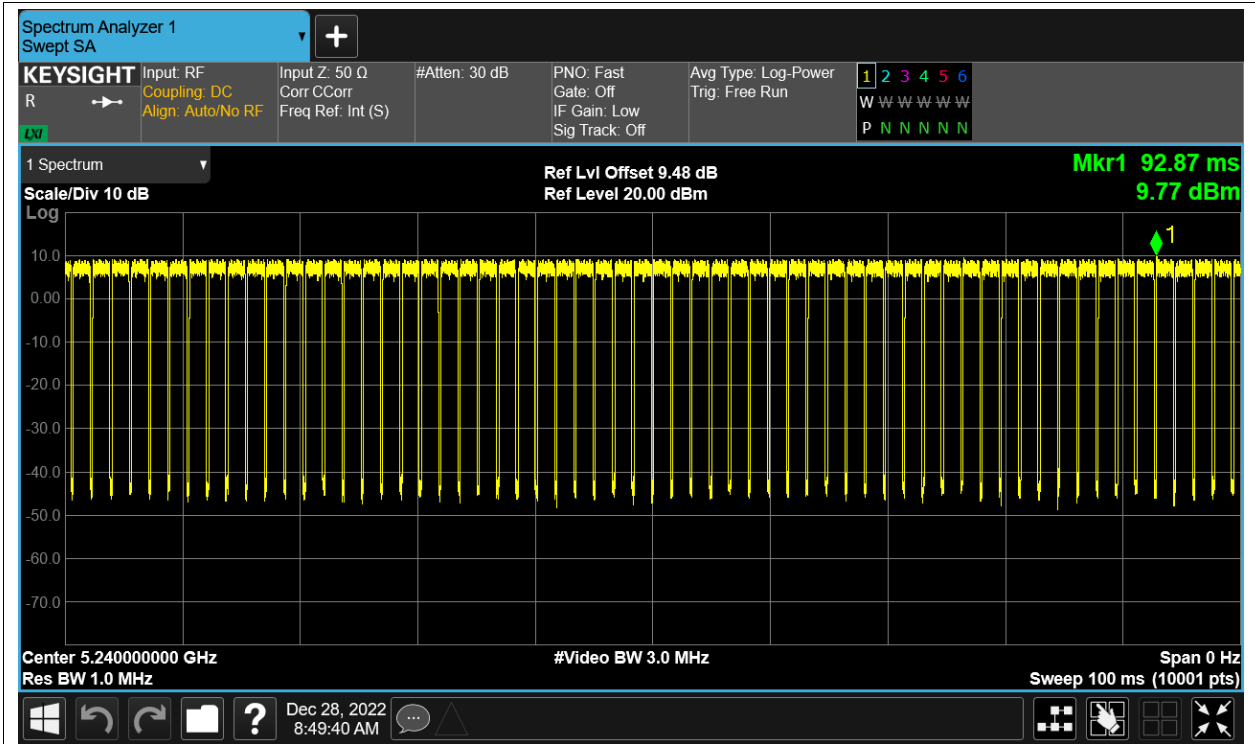 Spectrum Analyzer 1
Swept SA
KEYSIGHT
R
LXI
Input: RF
Coupling: DC
Align: Auto/No RF
Input Z: 50 Ω
Corr CCorr
Freq Ref: Int (S)
#Atten: 30 dB
PNO: Fast
Gate: Off
IF Gain: Low
Sig Track: Off
Avg Type: Log-Power
Trig: Free Run
1 2 3 4 5 6
W W W W W W
P N N N N N
1 Spectrum
Scale/Div 10 dB
Ref Lvl Offset 9.48 dB
Ref Level 20.00 dBm
Mkr1 92.87 ms
9.77 dBm
Log
1
10.0
0.00
-10.0
-20.0
-30.0
-40.0
-50.0
-60.0
-70.0
Center 5.240000000 GHz
#Video BW 3.0 MHz
Span 0 Hz
Res BW 1.0 MHz
Sweep 100 ms (10001 pts)
?
Dec 28, 2022
8:49:40 AM